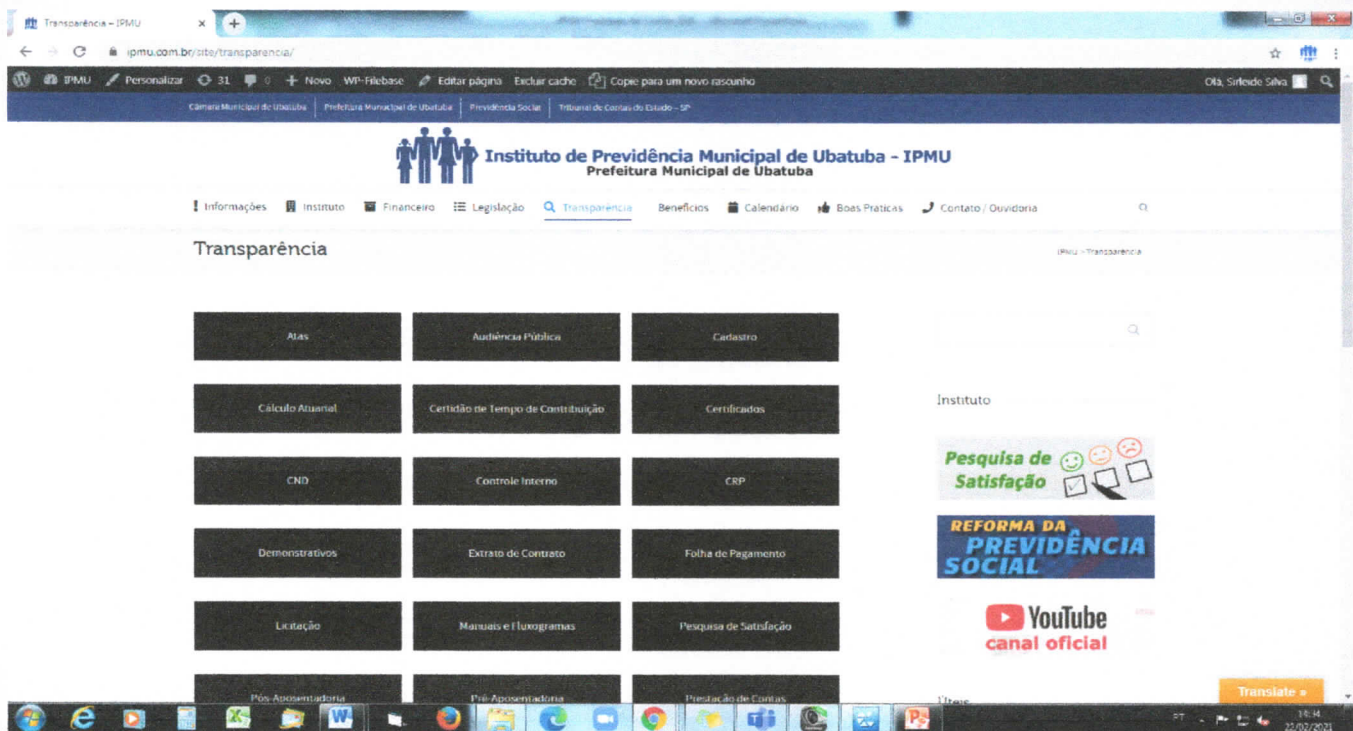 Transparência – IPMU
ipmu.com.br/site/transparencia/
IPMU Personalizar 31 0 Novo WP-Filebase Editar página Excluir cache Copie para um novo rascunho Olá, Sirleide Silva
Câmara Municipal de Ubatuba Prefeitura Municipal de Ubatuba Previdência Social Tribunal de Contas do Estado – SP
Instituto de Previdência Municipal de Ubatuba - IPMU
Prefeitura Municipal de Ubatuba
Informações Instituto Financeiro Legislação Transparência Benefícios Calendário Boas Praticas Contato / Ouvidoria
Transparência
IPMU > Transparência
Atas Audiência Pública Cadastro
Cálculo Atuarial Certidão de Tempo de Contribuição Certificados
Instituto
CND Controle Interno CRP
Pesquisa de
Satisfação
Demonstrativos Extrato de Contrato Folha de Pagamento
REFORMA DA
PREVIDÊNCIA
SOCIAL
Licitação Manuais e Fluxogramas Pesquisa de Satisfação
YouTube
canal oficial
Pós-Aposentadoria Pré-Aposentadoria Prestação de Contas
Translate »
PT
14:34
22/02/2021